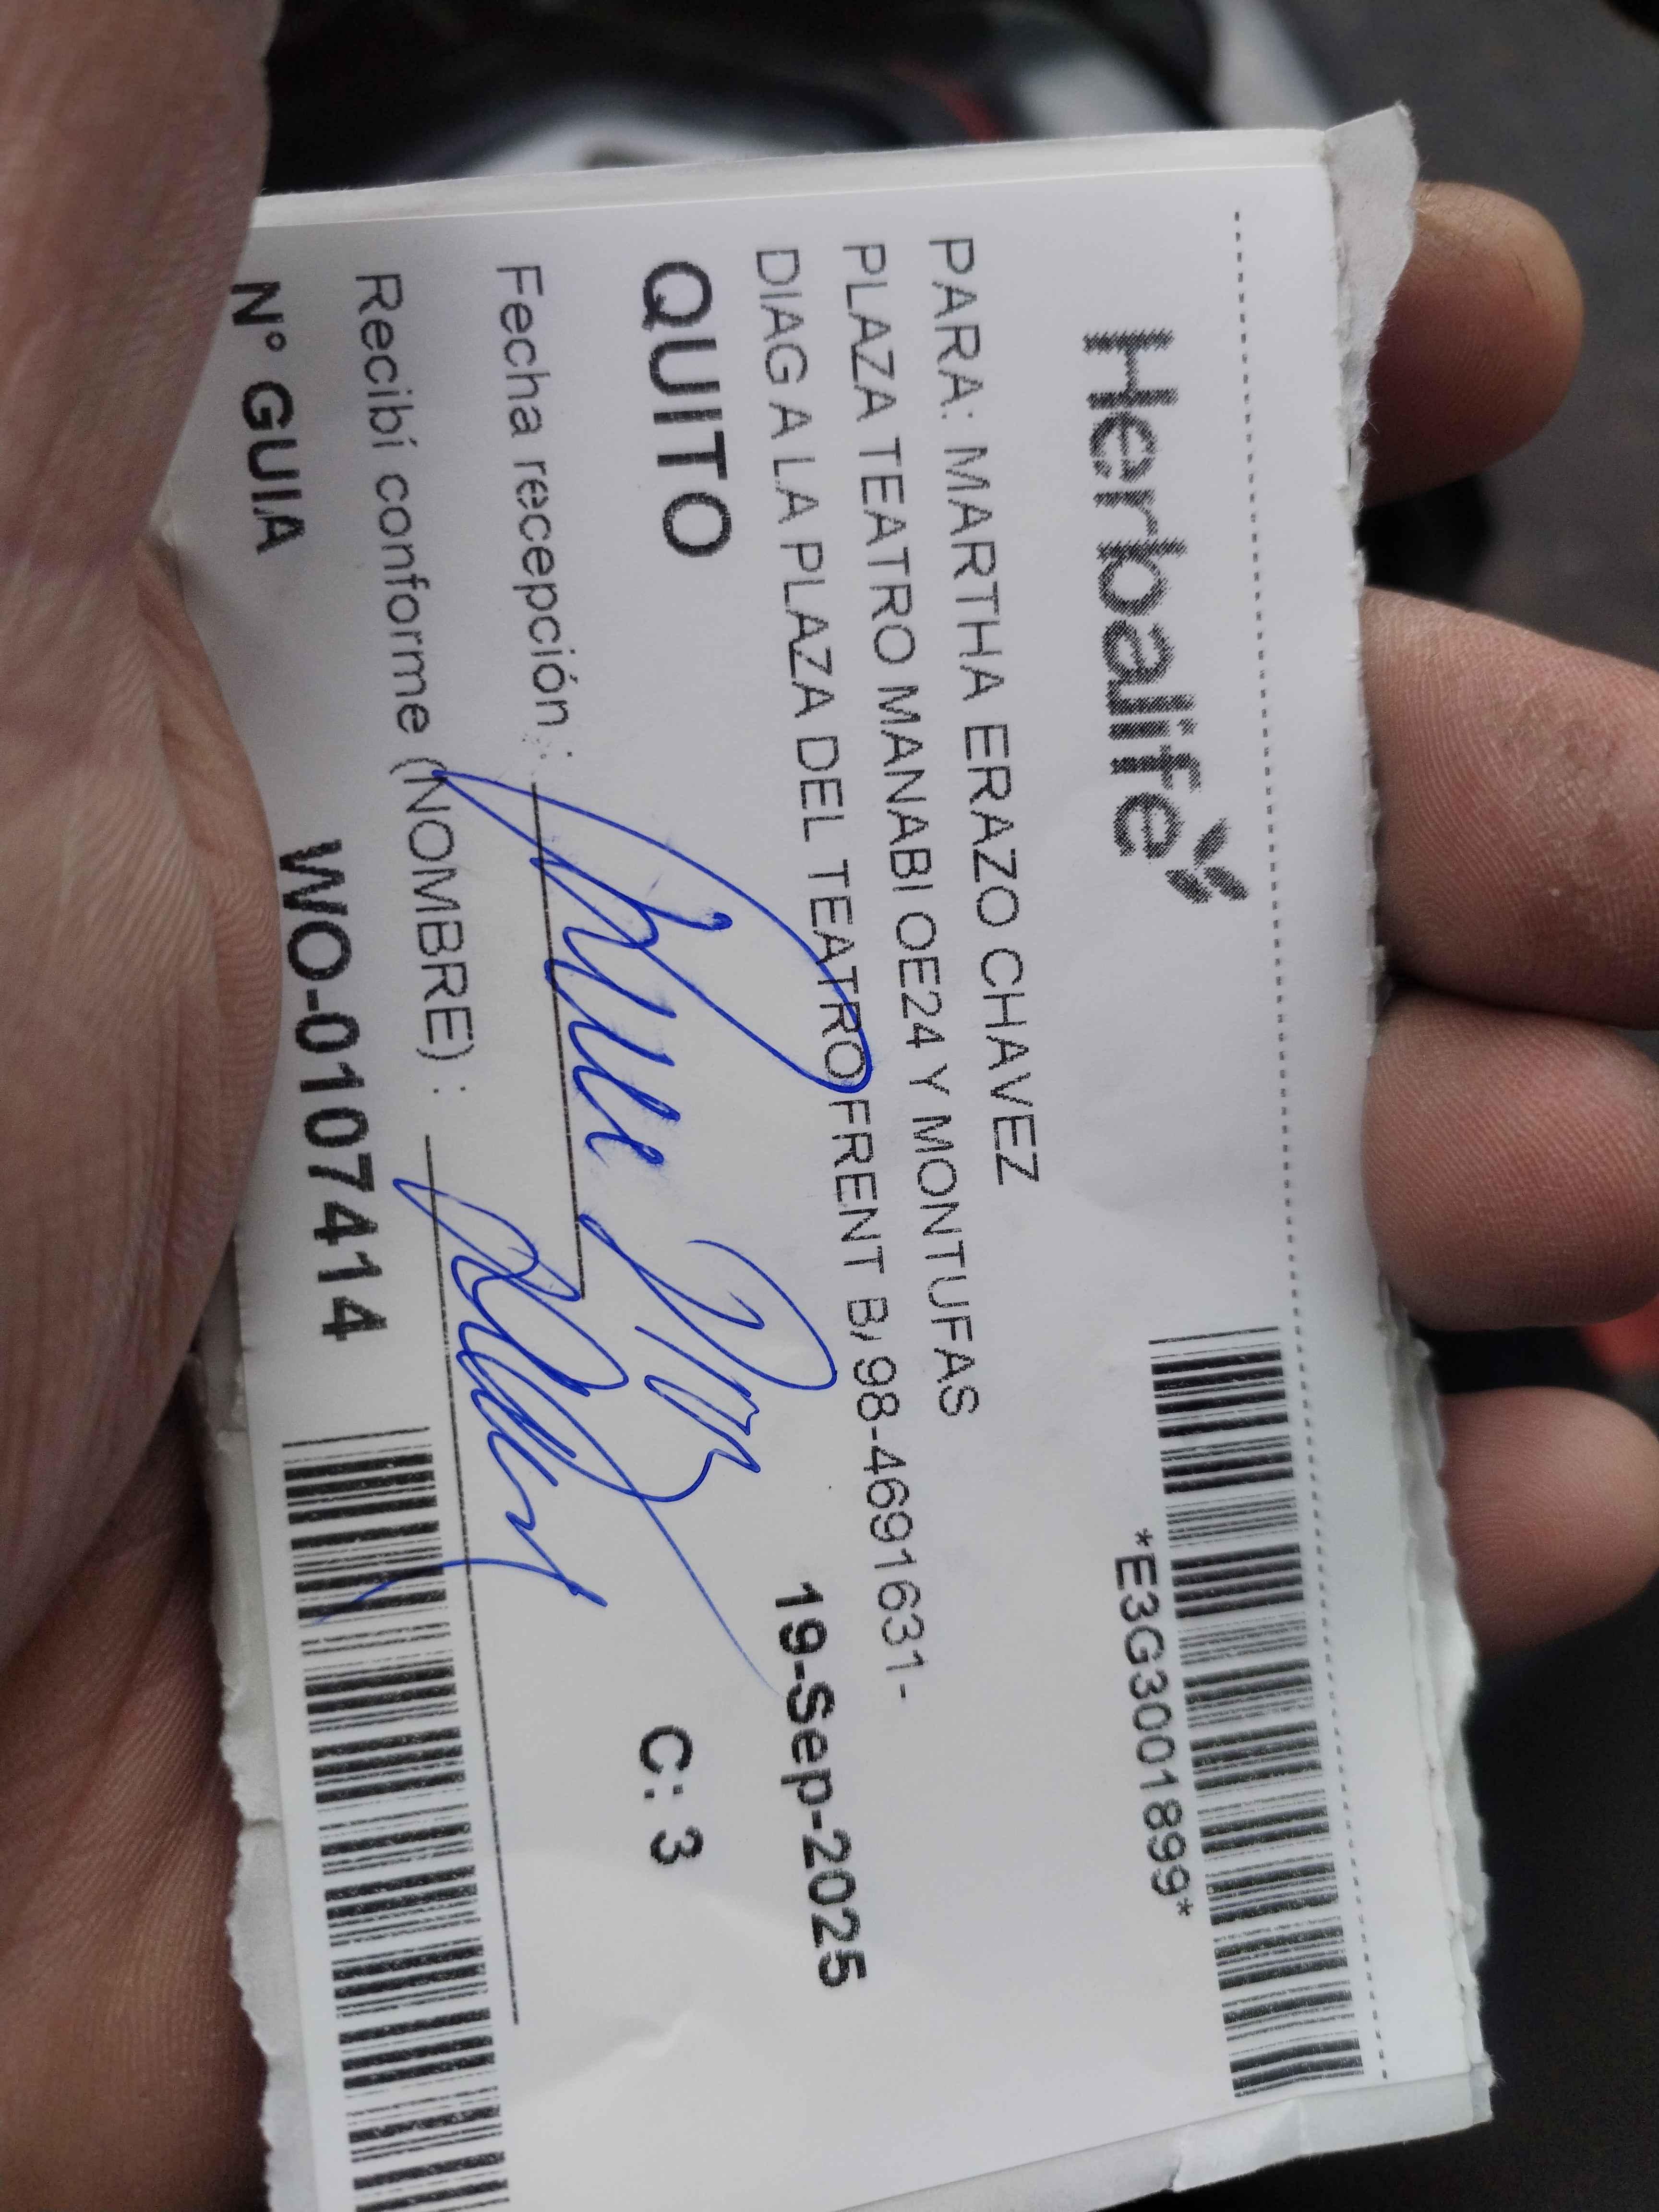 Herbalife
*E3G3001899*
PARA: MARTHA ERAZO CHAVEZ
PLAZA TEATRO MANABI OE24 Y MONTUFAS
DIAG A LA PLAZA DEL TEATRO FRENT B, 98-4691631-
19-Sep-2025
QUITO C: 3
Fecha recepción :
Recibí conforme (NOMBRE) :
N° GUIA WO-0107414